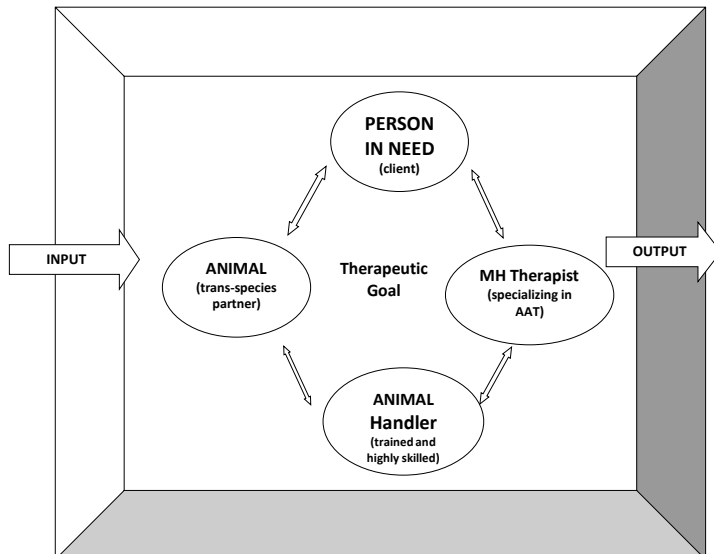 PERSON
IN NEED
(client)
INPUT
ANIMAL
(trans-species
partner)
Therapeutic
Goal
MH Therapist
(specializing in
AAT)
OUTPUT
ANIMAL
Handler
(trained and
highly skilled)